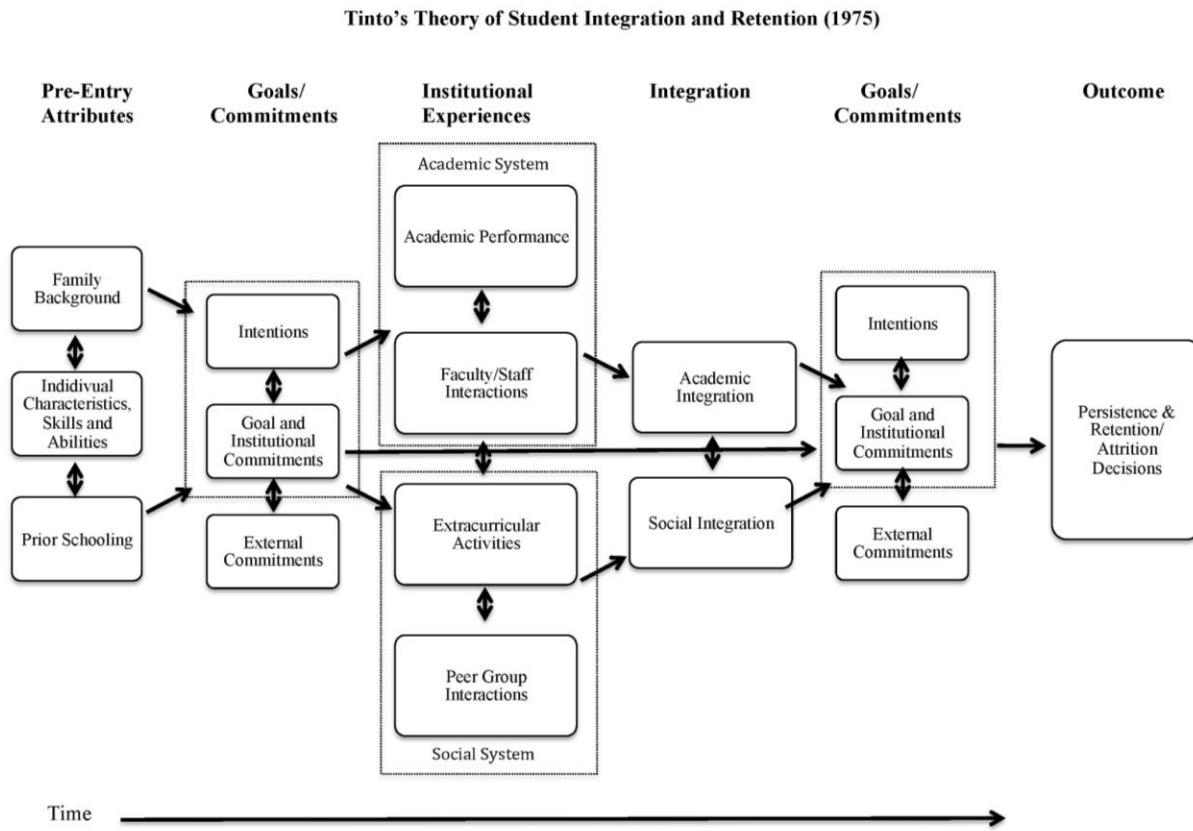 Tinto's Theory of Student Integration and Retention (1975)
Pre-Entry
Attributes
Goals/
Commitments
Institutional
Experiences
Integration
Goals/
Commitments
Outcome
Family
Background
Indidivual
Characteristics,
Skills and
Abilities
Prior Schooling
Intentions
Goal and
Institutional
Commitments
External
Commitments
Academic System
Academic Performance
Faculty/Staff
Interactions
Extracurricular
Activities
Peer Group
Interactions
Social System
Academic
Integration
Social Integration
Intentions
Goal and
Institutional
Commitments
External
Commitments
Persistence &
Retention/
Attrition
Decisions
Time